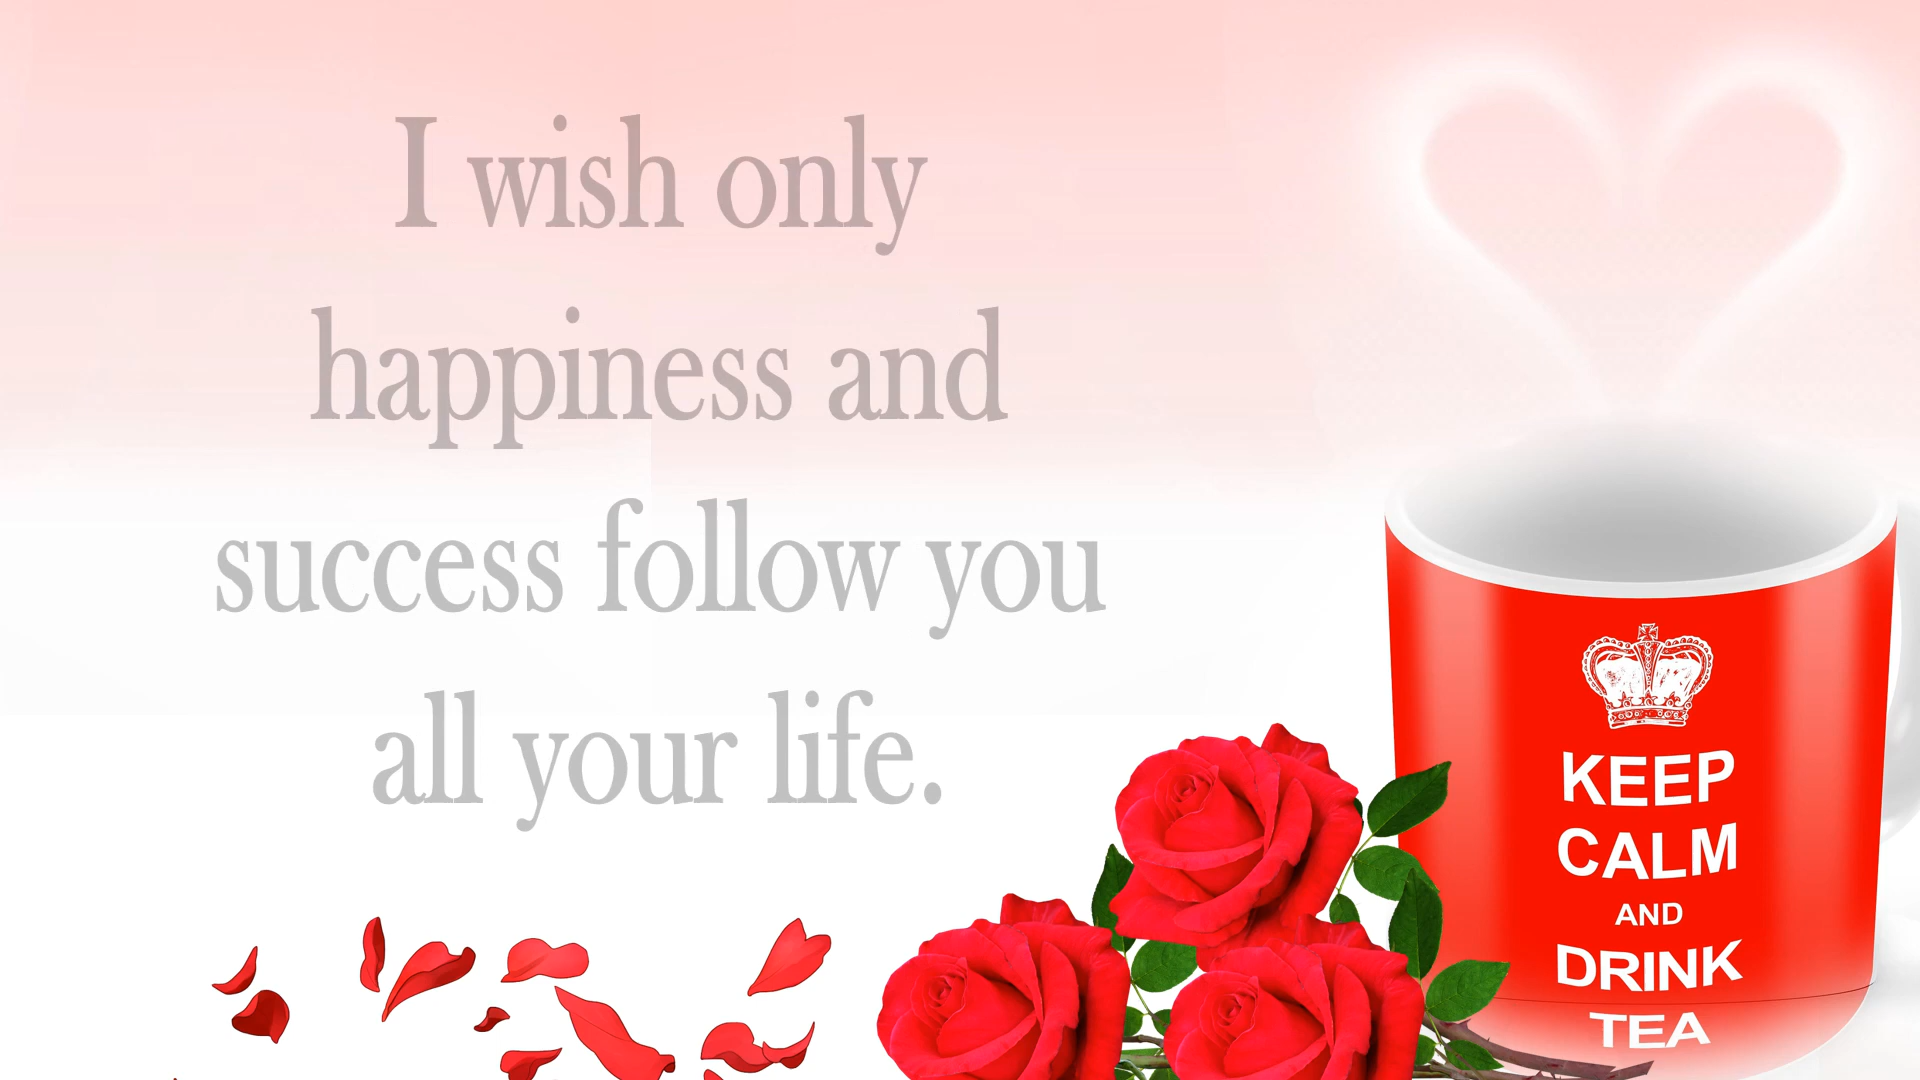 I wish only
happiness and
success follow you
all your life.
KEEP
CALM
AND
DRINK
TEA